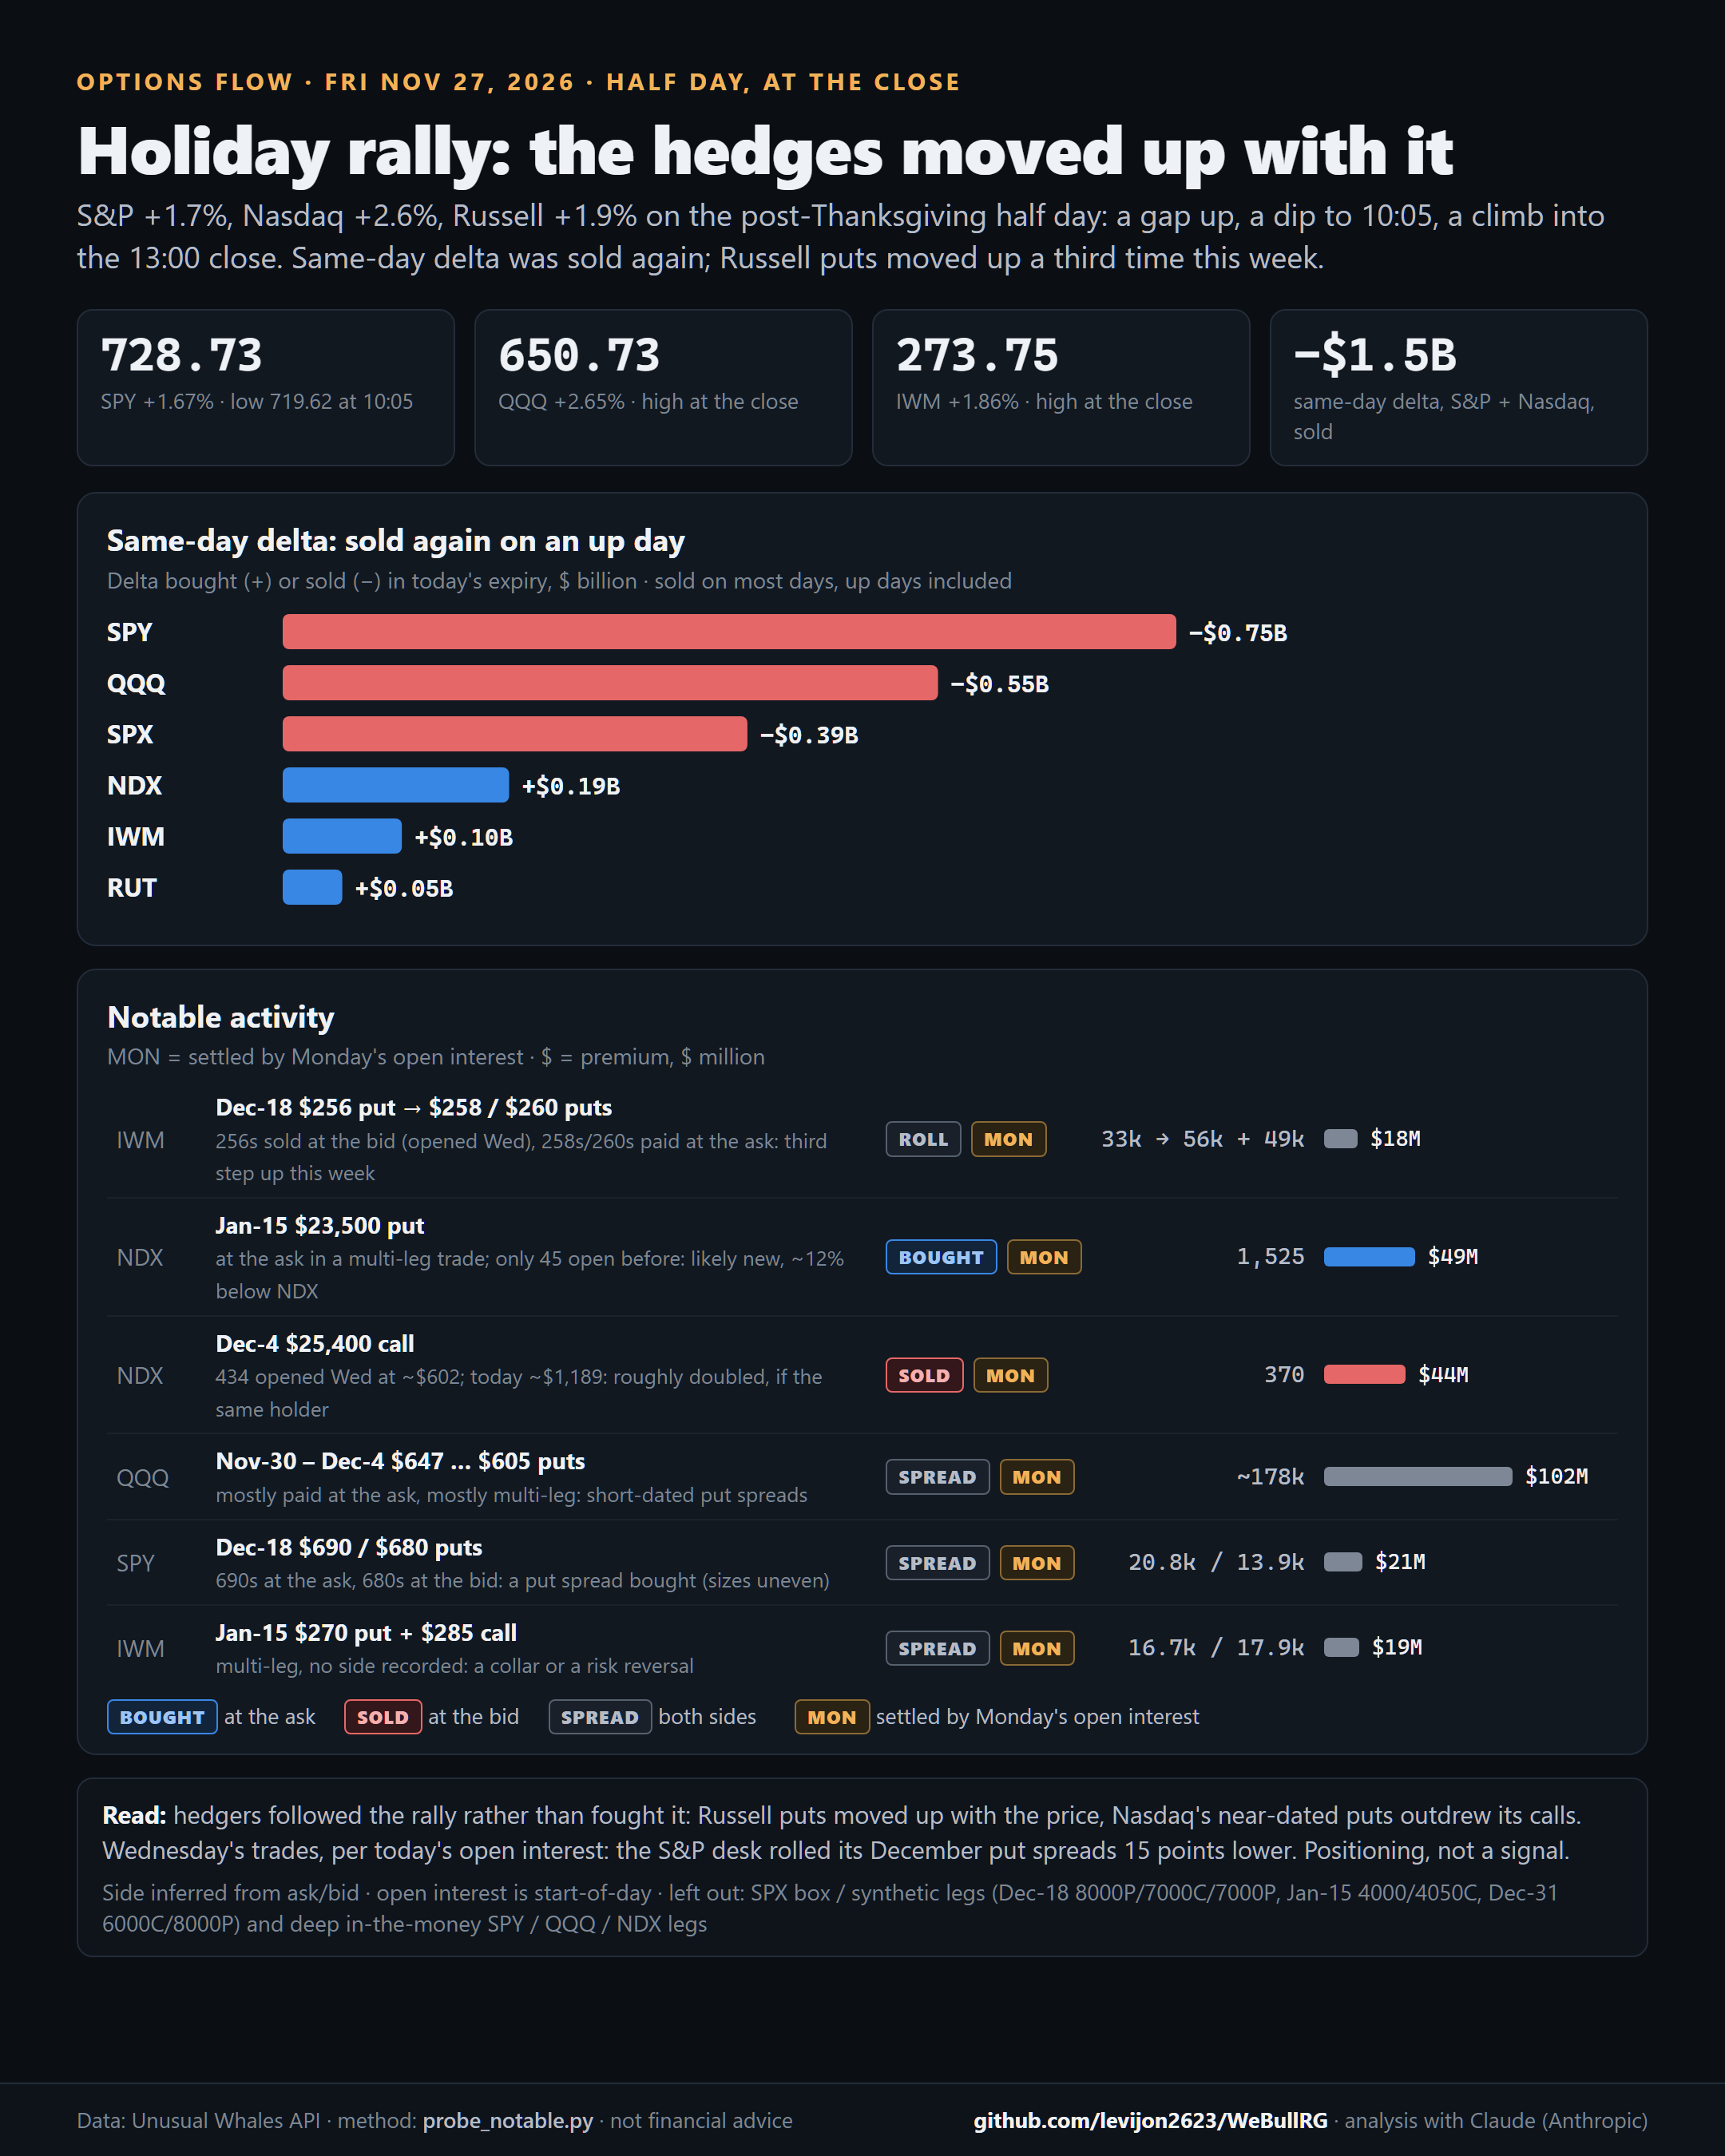 OPTIONS FLOW · FRI NOV 27, 2026 · HALF DAY, AT THE CLOSE
Holiday rally: the hedges moved up with it
S&P +1.7%, Nasdaq +2.6%, Russell +1.9% on the post-Thanksgiving half day: a gap up, a dip to 10:05, a climb into
the 13:00 close. Same-day delta was sold again; Russell puts moved up a third time this week.
728.73
SPY +1.67% · low 719.62 at 10:05
650.73
QQQ +2.65% · high at the close
273.75
IWM +1.86% · high at the close
−$1.5B
same-day delta, S&P + Nasdaq,
sold
Same-day delta: sold again on an up day
Delta bought (+) or sold (−) in today's expiry, $ billion · sold on most days, up days included
SPY −$0.75B
QQQ −$0.55B
SPX −$0.39B
NDX +$0.19B
IWM +$0.10B
RUT +$0.05B
Notable activity
MON = settled by Monday's open interest · $ = premium, $ million
Dec-18 $256 put → $258 / $260 puts
IWM 256s sold at the bid (opened Wed), 258s/260s paid at the ask: third ROLL MON 33k → 56k + 49k $18M
step up this week
Jan-15 $23,500 put
NDX at the ask in a multi-leg trade; only 45 open before: likely new, ~12% BOUGHT MON 1,525 $49M
below NDX
Dec-4 $25,400 call
NDX 434 opened Wed at ~$602; today ~$1,189: roughly doubled, if the SOLD MON 370 $44M
same holder
Nov-30 – Dec-4 $647 … $605 puts
QQQ mostly paid at the ask, mostly multi-leg: short-dated put spreads SPREAD MON ~178k $102M
Dec-18 $690 / $680 puts
SPY 690s at the ask, 680s at the bid: a put spread bought (sizes uneven) SPREAD MON 20.8k / 13.9k $21M
Jan-15 $270 put + $285 call
IWM multi-leg, no side recorded: a collar or a risk reversal SPREAD MON 16.7k / 17.9k $19M
BOUGHT at the ask SOLD at the bid SPREAD both sides MON settled by Monday's open interest
Read: hedgers followed the rally rather than fought it: Russell puts moved up with the price, Nasdaq's near-dated puts outdrew its calls.
Wednesday's trades, per today's open interest: the S&P desk rolled its December put spreads 15 points lower. Positioning, not a signal.
Side inferred from ask/bid · open interest is start-of-day · left out: SPX box / synthetic legs (Dec-18 8000P/7000C/7000P, Jan-15 4000/4050C, Dec-31
6000C/8000P) and deep in-the-money SPY / QQQ / NDX legs
Data: Unusual Whales API · method: probe_notable.py · not financial advice
github.com/levijon2623/WeBullRG · analysis with Claude (Anthropic)